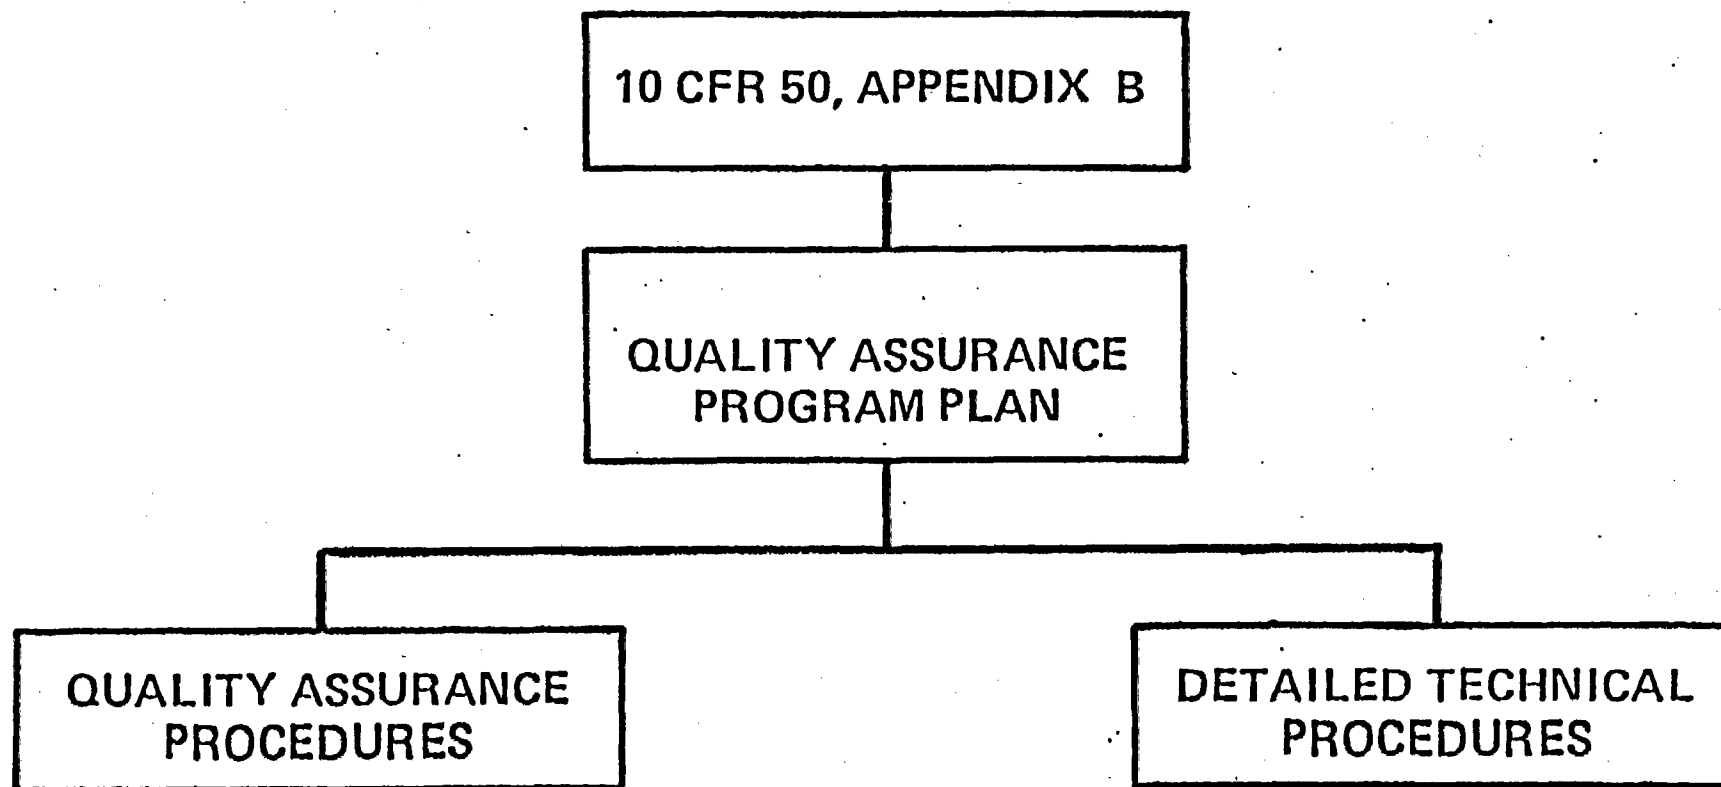 10 CFR 50, APPENDIX B
QUALITY ASSURANCE
PROGRAM PLAN
QUALITY ASSURANCE
PROCEDURES
DETAILED TECHNICAL
PROCEDURES